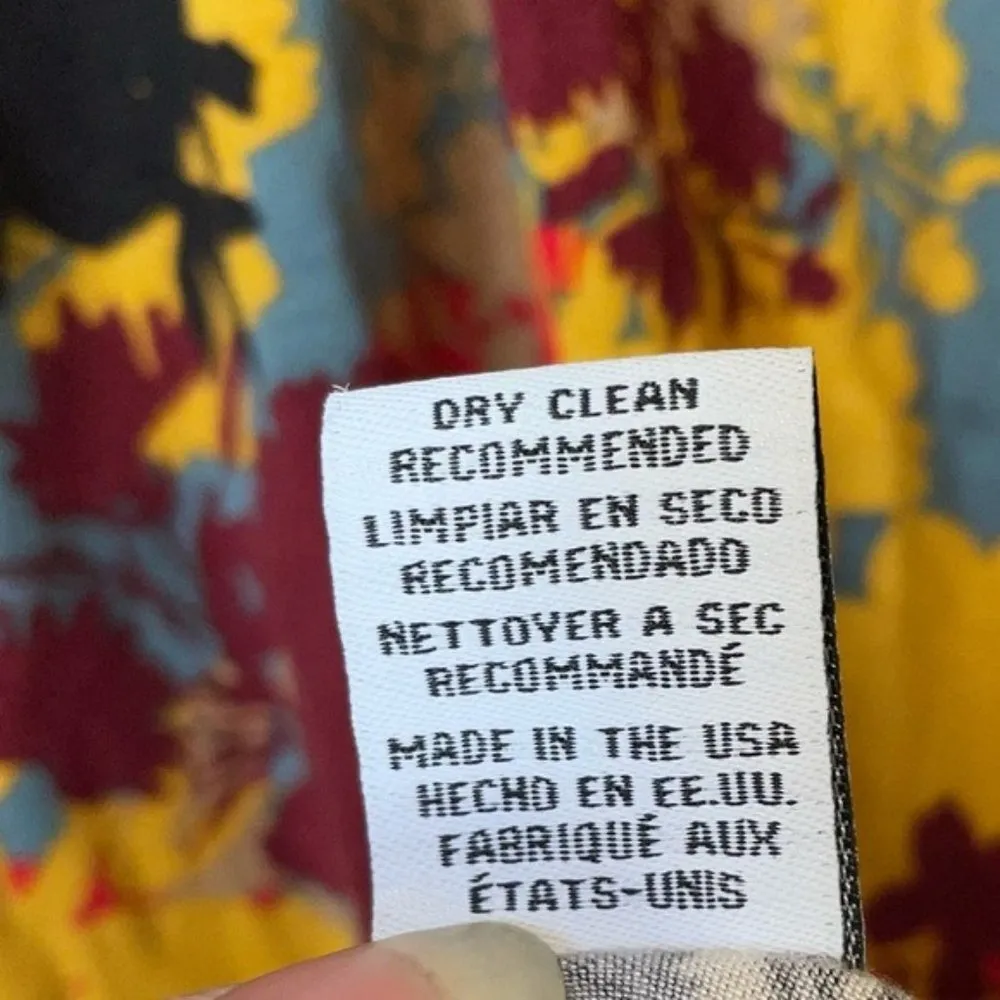 DRY CLEAN
RECOMMENDED
LIMPIAR EN SECO
RECOMENDADO
NETTOYER A SEC
RECOMMANDÉ
MADE IN THE USA
HECHO EN EE.UU.
FABRIQUÉ AUX
ÉTATS-UNIS